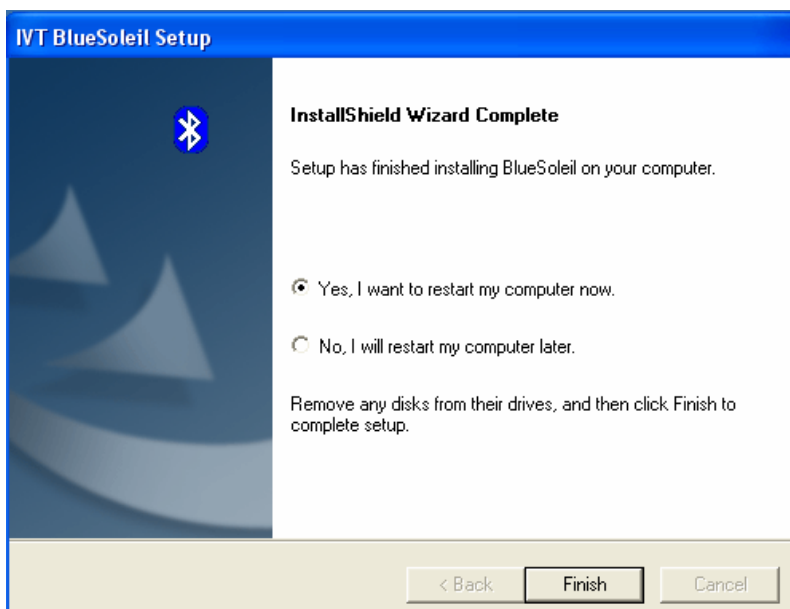 IVT BlueSoleil Setup
InstallShield Wizard Complete
Setup has finished installing BlueSoleil on your computer.
Yes, I want to restart my computer now.
No, I will restart my computer later.
Remove any disks from their drives, and then click Finish to
complete setup.
< Back
Finish
Cancel